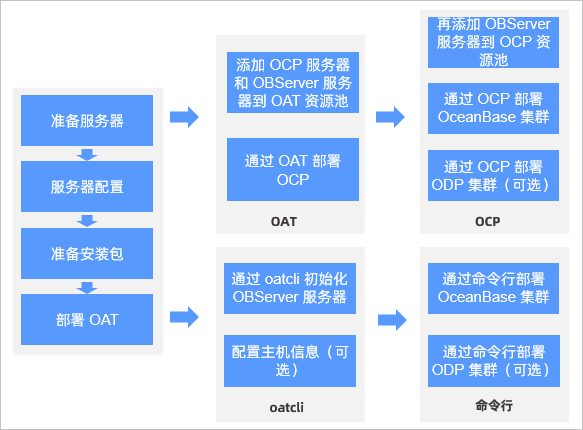 准备服务器
服务器配置
准备安装包
部署 OAT
添加 OCP 服务器
和 OBServer 服务
器到 OAT 资源池
通过 OAT 部署
OCP
OAT
再添加 OBServer
服务器到 OCP 资
源池
通过 OCP 部署
OceanBase 集群
通过 OCP 部署
ODP 集群（可选）
OCP
通过 oatcli 初始化
OBServer 服务器
配置主机信息（可
选）
oatcli
通过命令行部署
OceanBase 集群
通过命令行部署
ODP 集群（可选）
命令行